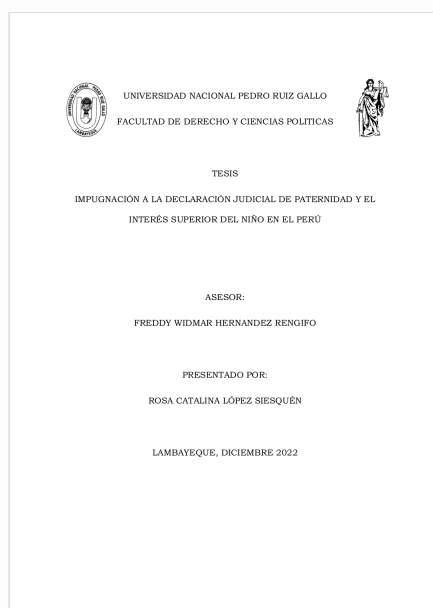 UNIVERSIDAD NACIONAL PEDRO RUIZ GALLO
FACULTAD DE DERECHO Y CIENCIAS POLITICAS
TESIS
IMPUGNACIÓN A LA DECLARACIÓN JUDICIAL DE PATERNIDAD Y EL
INTERÉS SUPERIOR DEL NIÑO EN EL PERÚ
ASESOR:
FREDDY WIDMAR HERNANDEZ RENGIFO
PRESENTADO POR:
ROSA CATALINA LÓPEZ SIESQUÉN
LAMBAYEQUE, DICIEMBRE 2022